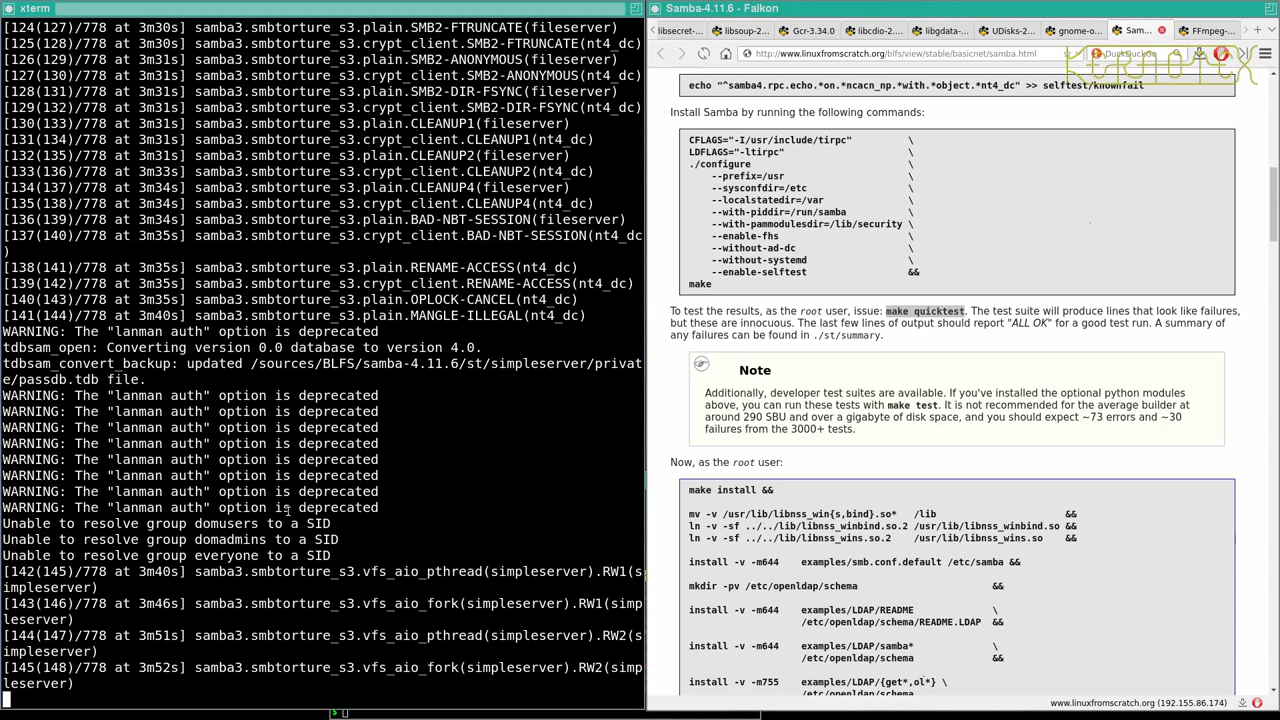 xterm
[124(127)/778 at 3m30s] samba3.smbtorture_s3.plain.SMB2-FTRUNCATE(fileserver)
[125(128)/778 at 3m30s] samba3.smbtorture_s3.crypt_client.SMB2-FTRUNCATE(nt4_dc)
[126(129)/778 at 3m31s] samba3.smbtorture_s3.plain.SMB2-ANONYMOUS(fileserver)
[127(130)/778 at 3m31s] samba3.smbtorture_s3.crypt_client.SMB2-ANONYMOUS(nt4_dc)
[128(131)/778 at 3m31s] samba3.smbtorture_s3.plain.SMB2-DIR-FSYNC(fileserver)
[129(132)/778 at 3m31s] samba3.smbtorture_s3.crypt_client.SMB2-DIR-FSYNC(nt4_dc)
[130(133)/778 at 3m31s] samba3.smbtorture_s3.plain.CLEANUP1(fileserver)
[131(134)/778 at 3m31s] samba3.smbtorture_s3.crypt_client.CLEANUP1(nt4_dc)
[132(135)/778 at 3m31s] samba3.smbtorture_s3.plain.CLEANUP2(fileserver)
[133(136)/778 at 3m33s] samba3.smbtorture_s3.crypt_client.CLEANUP2(nt4_dc)
[134(137)/778 at 3m34s] samba3.smbtorture_s3.plain.CLEANUP4(fileserver)
[135(138)/778 at 3m34s] samba3.smbtorture_s3.crypt_client.CLEANUP4(nt4_dc)
[136(139)/778 at 3m34s] samba3.smbtorture_s3.plain.BAD-NBT-SESSION(fileserver)
[137(140)/778 at 3m35s] samba3.smbtorture_s3.crypt_client.BAD-NBT-SESSION(nt4_dc
)
[138(141)/778 at 3m35s] samba3.smbtorture_s3.plain.RENAME-ACCESS(nt4_dc)
[139(142)/778 at 3m35s] samba3.smbtorture_s3.crypt_client.RENAME-ACCESS(nt4_dc)
[140(143)/778 at 3m35s] samba3.smbtorture_s3.plain.OPLOCK-CANCEL(nt4_dc)
[141(144)/778 at 3m40s] samba3.smbtorture_s3.plain.MANGLE-ILLEGAL(nt4_dc)
WARNING: The "lanman auth" option is deprecated
tdbsam_open: Converting version 0.0 database to version 4.0.
tdbsam_convert_backup: updated /sources/BLFS/samba-4.11.6/st/simpleserver/privat
e/passdb.tdb file.
WARNING: The "lanman auth" option is deprecated
WARNING: The "lanman auth" option is deprecated
WARNING: The "lanman auth" option is deprecated
WARNING: The "lanman auth" option is deprecated
WARNING: The "lanman auth" option is deprecated
WARNING: The "lanman auth" option is deprecated
WARNING: The "lanman auth" option is deprecated
WARNING: The "lanman auth" option is deprecated
Unable to resolve group domusers to a SID
Unable to resolve group domadmins to a SID
Unable to resolve group everyone to a SID
[142(145)/778 at 3m40s] samba3.smbtorture_s3.vfs_aio_pthread(simpleserver).RW1(s
impleserver)
[143(146)/778 at 3m46s] samba3.smbtorture_s3.vfs_aio_fork(simpleserver).RW1(simp
leserver)
[144(147)/778 at 3m51s] samba3.smbtorture_s3.vfs_aio_pthread(simpleserver).RW2(s
impleserver)
[145(148)/778 at 3m52s] samba3.smbtorture_s3.vfs_aio_fork(simpleserver).RW2(simp
leserver)
$
Samba-4.11.6 - Falkon
libsecret-... libsoup-2... Gcr-3.34.0 libcdio-2... libgdata-... UDisks-2... gnome-o... Sam... FFmpeg-...
http://www.linuxfromscratch.org/blfs/view/stable/basicnet/samba.html DuckDuckGo
KERNOTEX
echo "^samba4.rpc.echo.*on.*ncacn_np.*with.*object.*nt4_dc" >> selftest/knownfail
Install Samba by running the following commands:
CFLAGS="-I/usr/include/tirpc" \
LDFLAGS="-ltirpc" \
./configure \
--prefix=/usr \
--sysconfdir=/etc \
--localstatedir=/var \
--with-piddir=/run/samba \
--with-pammodulesdir=/lib/security \
--enable-fhs \
--without-ad-dc \
--without-systemd \
--enable-selftest &&
make
To test the results, as the root user, issue: make quicktest. The test suite will produce lines that look like failures,
but these are innocuous. The last few lines of output should report "ALL OK" for a good test run. A summary of
any failures can be found in ./st/summary.
Note
Additionally, developer test suites are available. If you've installed the optional python modules
above, you can run these tests with make test. It is not recommended for the average builder at
around 290 SBU and over a gigabyte of disk space, and you should expect ~73 errors and ~30
failures from the 3000+ tests.
Now, as the root user:
make install &&
mv -v /usr/lib/libnss_win{s,bind}.so* /lib &&
ln -v -sf ../../lib/libnss_winbind.so.2 /usr/lib/libnss_winbind.so &&
ln -v -sf ../../lib/libnss_wins.so.2 /usr/lib/libnss_wins.so &&
install -v -m644 examples/smb.conf.default /etc/samba &&
mkdir -pv /etc/openldap/schema &&
install -v -m644 examples/LDAP/README \
/etc/openldap/schema/README.LDAP &&
install -v -m644 examples/LDAP/samba* \
/etc/openldap/schema &&
install -v -m755 examples/LDAP/{get*,ol*} \
/etc/openldap/schema
www.linuxfromscratch.org (192.155.86.174)